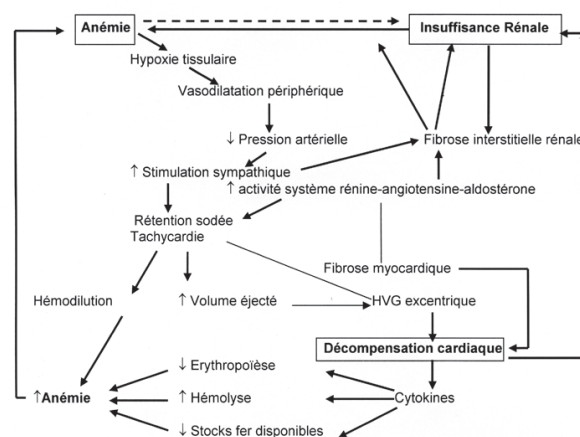 Anémie
Insuffisance Rénale
Hypoxie tissulaire
Vasodilatation périphérique
↓ Pression artérielle
Fibrose interstitielle rénale
↑ Stimulation sympathique
↑ activité système rénine-angiotensine-aldostérone
Rétention sodée
Tachycardie
Fibrose myocardique
Hémodilution
↑ Volume éjecté
HVG excentrique
Décompensation cardiaque
↓ Erythropoïèse
↑Anémie
↑ Hémolyse
Cytokines
↓ Stocks fer disponibles